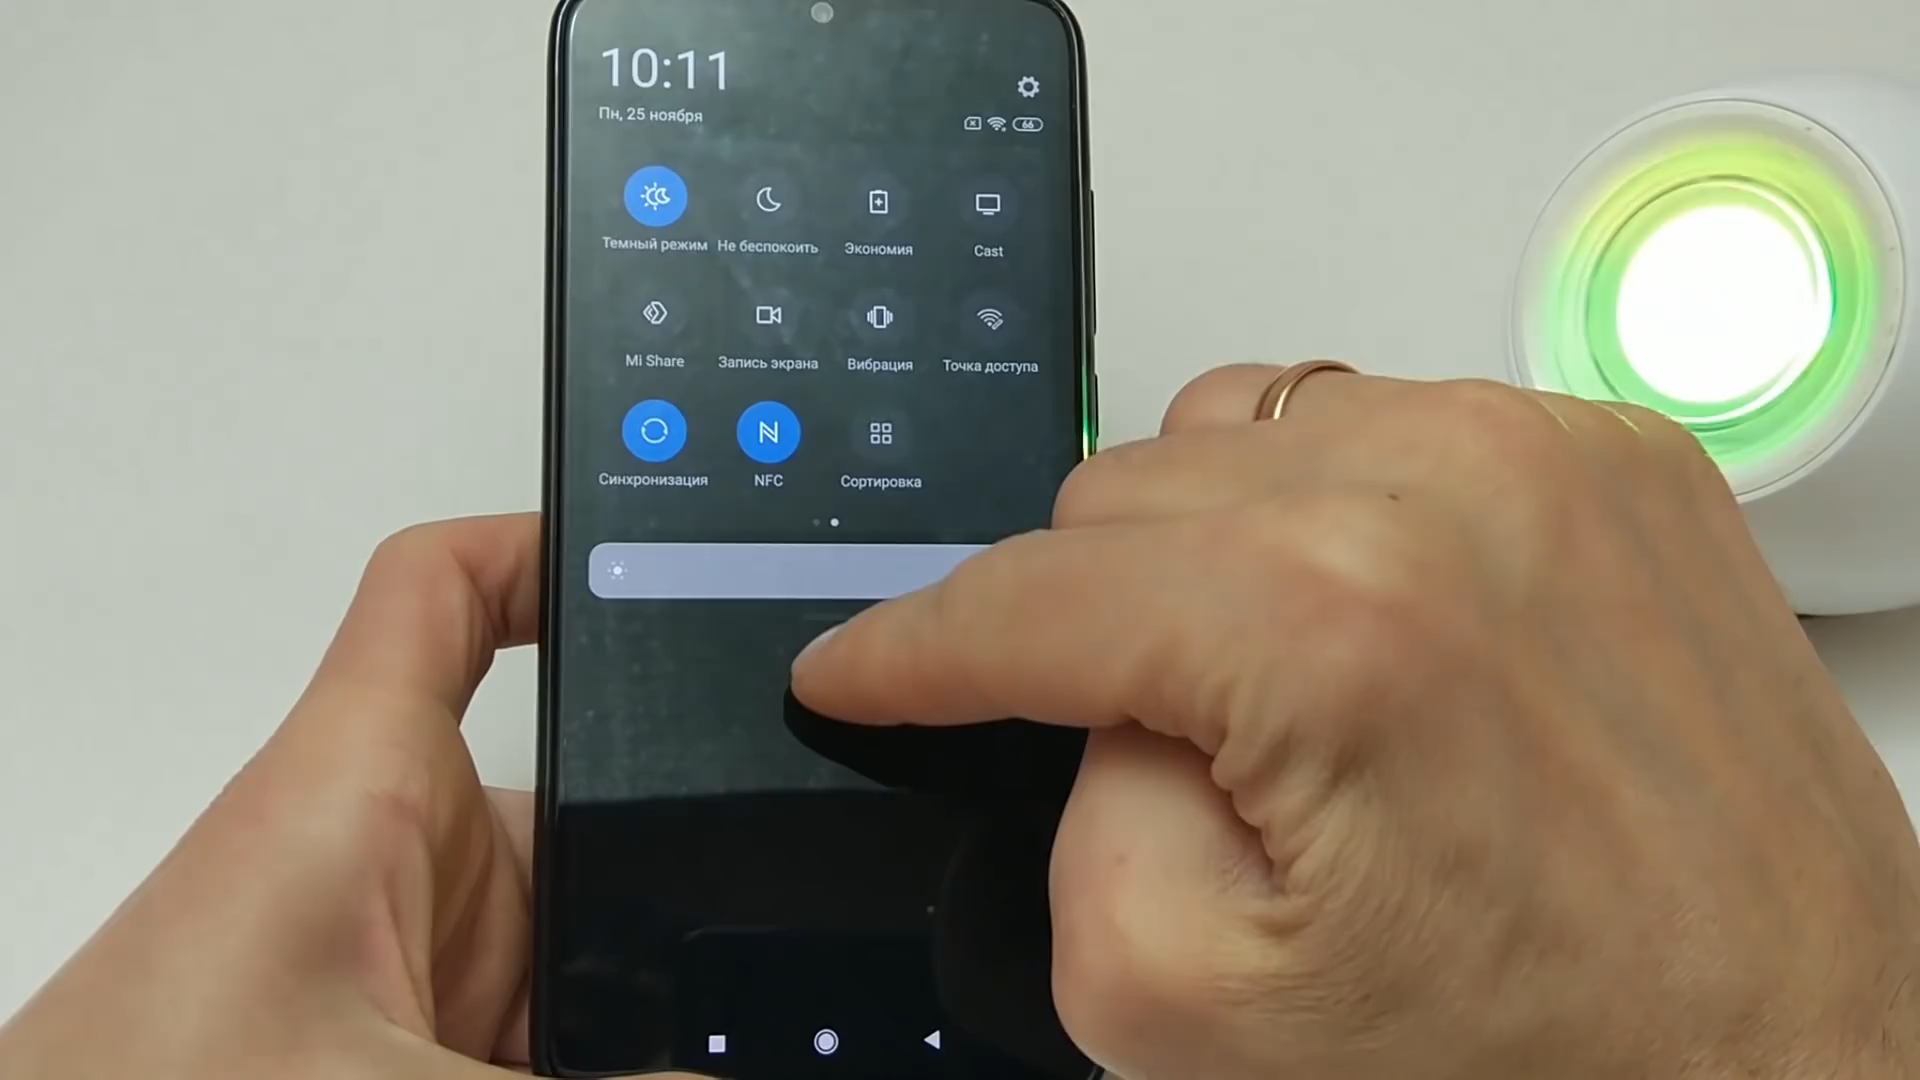 10:11
Пн, 25 ноября
66
Темный режим Не беспокоить Экономия Cast
Mi Share Запись экрана Вибрация Точка доступа
Синхронизация NFC Сортировка